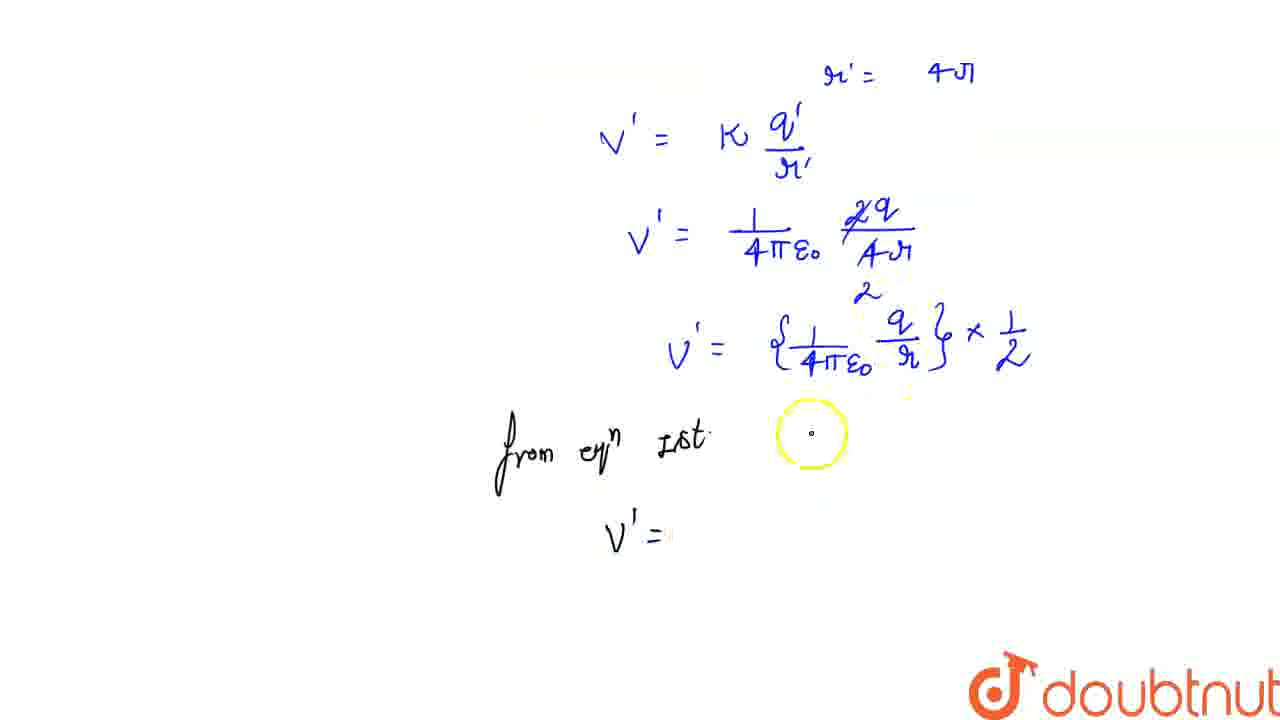 r' = 4r
V' = K q'/r'
V' = 1/4πε₀ 2q/4r
2
V' = {1/4πε₀ q/r} × 1/2
from eqⁿ Ist.
V' =
doubtnut